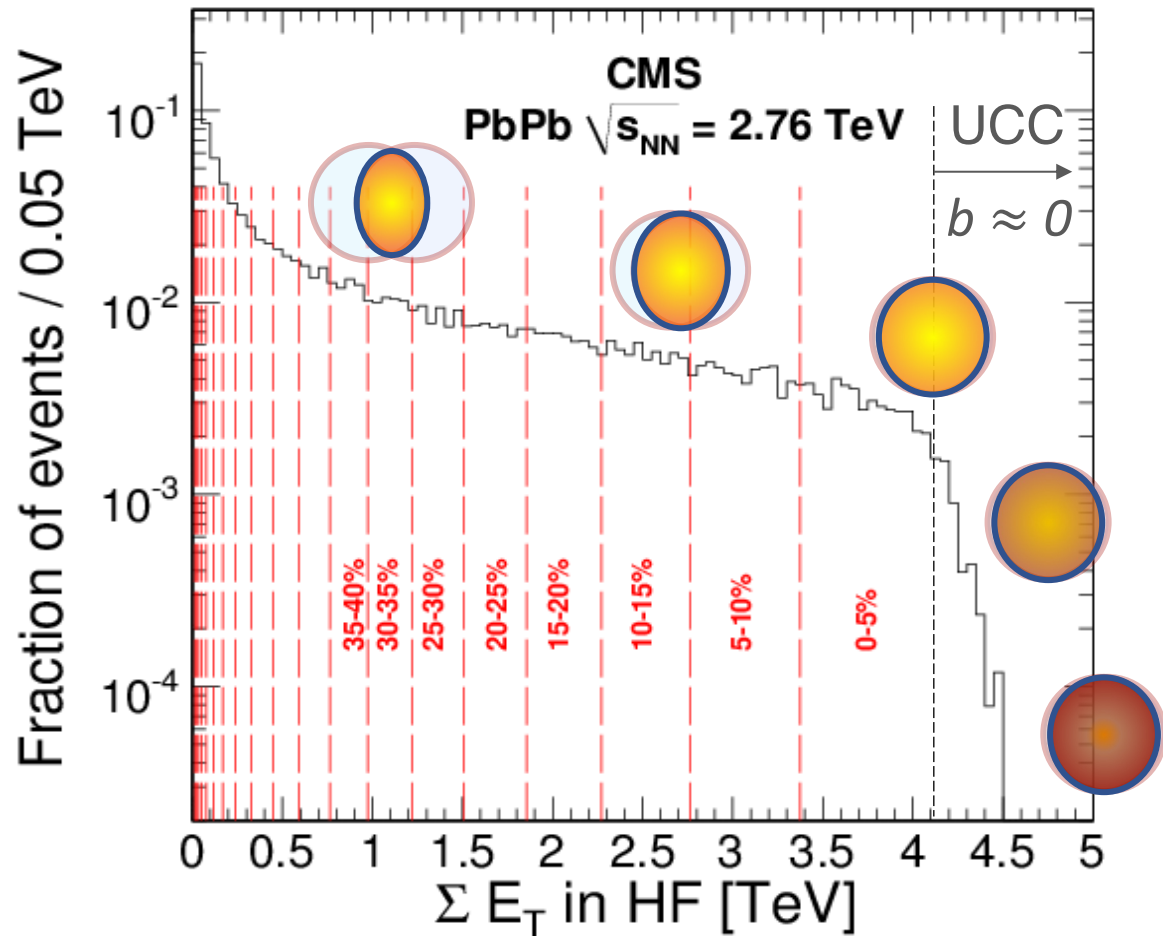 CMS
PbPb √s_NN = 2.76 TeV
UCC
b ≈ 0
Fraction of events / 0.05 TeV
10^-1
10^-2
10^-3
10^-4
35-40%
30-35%
25-30%
20-25%
15-20%
10-15%
5-10%
0-5%
0 0.5 1 1.5 2 2.5 3 3.5 4 4.5 5
Σ E_T in HF [TeV]